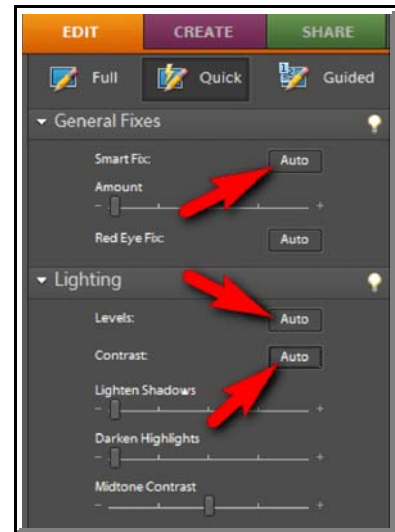 EDIT CREATE SHARE
Full Quick Guided
General Fixes
Smart Fix: Auto
Amount
- +
Red Eye Fix: Auto
Lighting
Levels: Auto
Contrast: Auto
Lighten Shadows
- +
Darken Highlights
- +
Midtone Contrast
- +